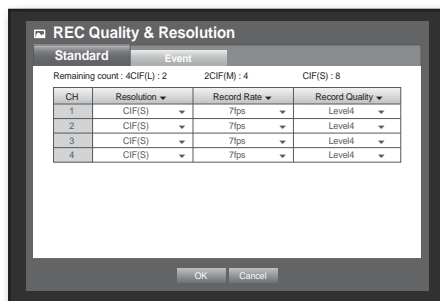 REC Quality & Resolution
Standard Event
Remaining count : 4CIF(L) : 2 2CIF(M) : 4 CIF(S) : 8
CH Resolution Record Rate Record Quality
1 CIF(S) 7fps Level4
2 CIF(S) 7fps Level4
3 CIF(S) 7fps Level4
4 CIF(S) 7fps Level4
OK Cancel